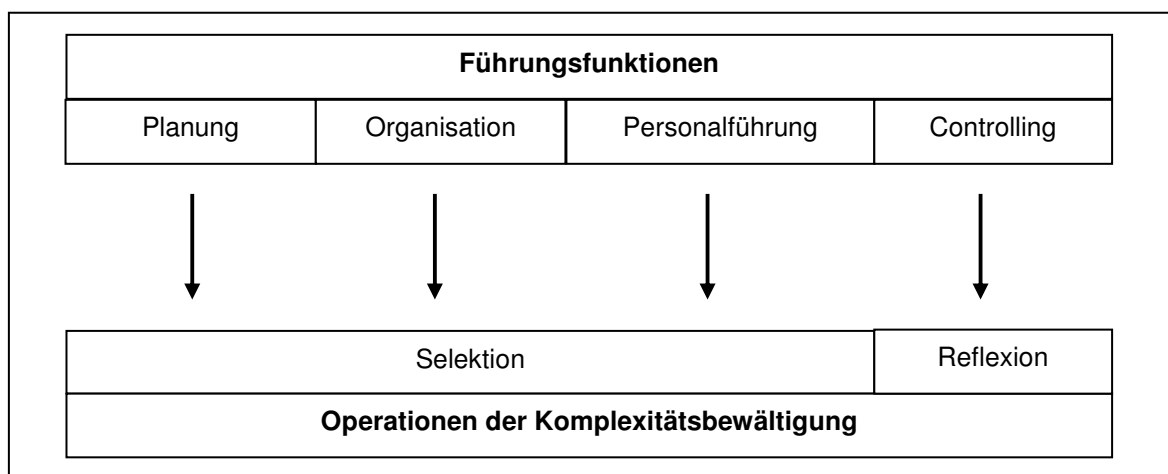 Führungsfunktionen
Planung Organisation Personalführung Controlling
Selektion Reflexion
Operationen der Komplexitätsbewältigung